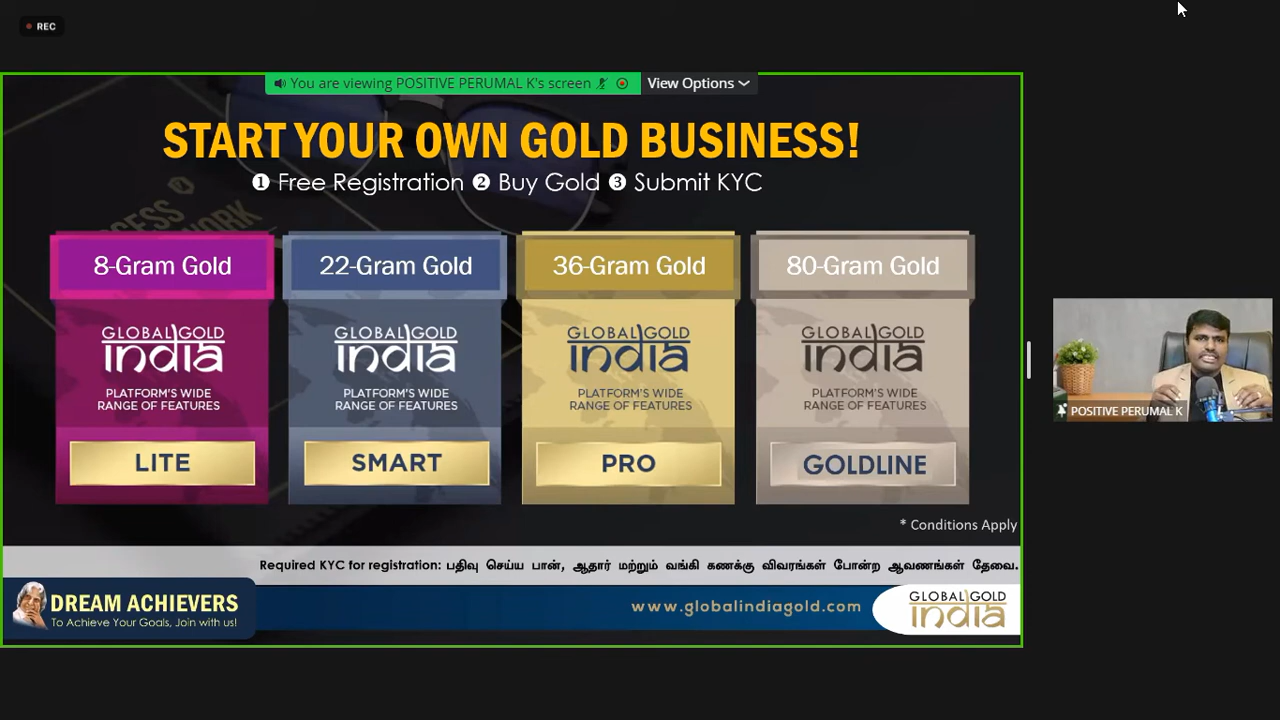 REC
You are viewing POSITIVE PERUMAL K's screen
View Options
START YOUR OWN GOLD BUSINESS!
❶ Free Registration ❷ Buy Gold ❸ Submit KYC
8-Gram Gold
GLOBAL GOLD
india
PLATFORM'S WIDE
RANGE OF FEATURES
LITE
22-Gram Gold
GLOBAL GOLD
india
PLATFORM'S WIDE
RANGE OF FEATURES
SMART
36-Gram Gold
GLOBAL GOLD
india
PLATFORM'S WIDE
RANGE OF FEATURES
PRO
80-Gram Gold
GLOBAL GOLD
india
PLATFORM'S WIDE
RANGE OF FEATURES
GOLDLINE
* Conditions Apply
Required KYC for registration: பதிவு செய்ய பான், ஆதார் மற்றும் வங்கி கணக்கு விவரங்கள் போன்ற ஆவணங்கள் தேவை.
DREAM ACHIEVERS
To Achieve Your Goals, Join with us!
www.globalindiagold.com
GLOBAL GOLD
india
POSITIVE PERUMAL K